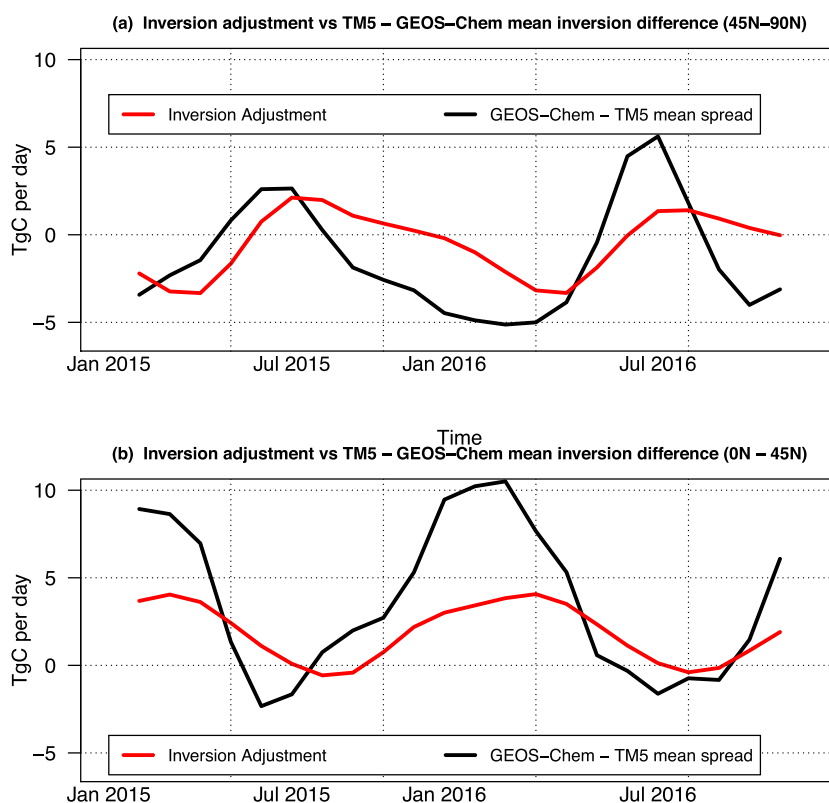 (a) Inversion adjustment vs TM5 – GEOS–Chem mean inversion difference (45N–90N)
10
Inversion Adjustment GEOS–Chem – TM5 mean spread
5
0
−5
TgC per day
Jan 2015 Jul 2015 Jan 2016 Jul 2016
Time
(b) Inversion adjustment vs TM5 – GEOS–Chem mean inversion difference (0N – 45N)
10
5
0
−5
TgC per day
Inversion Adjustment GEOS–Chem – TM5 mean spread
Jan 2015 Jul 2015 Jan 2016 Jul 2016